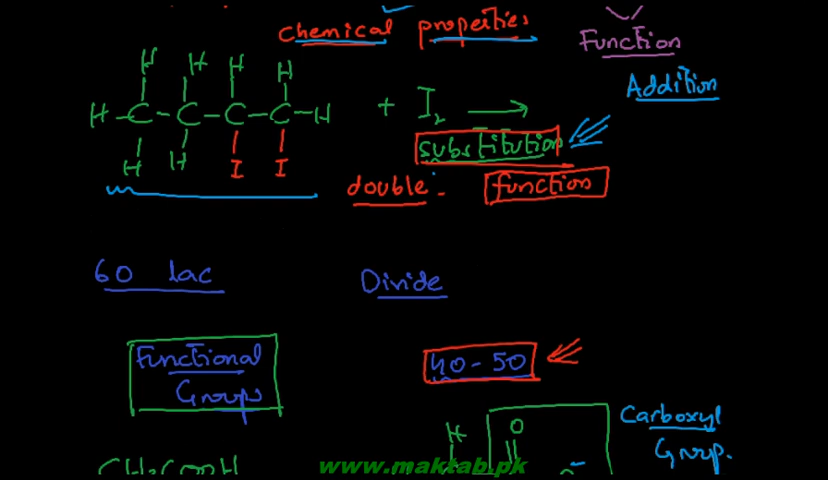 chemical properties
Function
Addition
H H H H
H-C-C-C-C-H + I₂ →
H H I I
substitution
double - function
60 lac Divide
Functional Groups
40-50
Carboxyl Group.
H O
www.maktab.pk